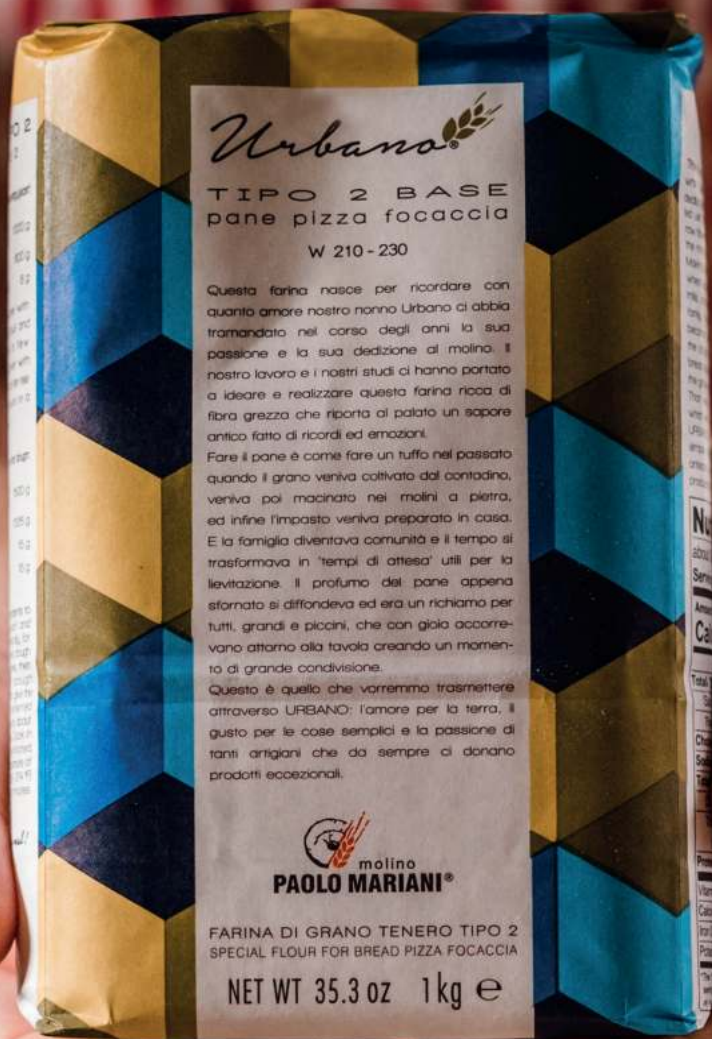 Urbano®
TIPO 2 BASE
pane pizza focaccia
W 210 - 230
Questa farina nasce per ricordare con
quanto amore nostro nonno Urbano ci abbia
tramandato nel corso degli anni la sua
passione e la sua dedizione al molino. Il
nostro lavoro e i nostri studi ci hanno portato
a ideare e realizzare questa farina ricca di
fibra grezza che riporta al palato un sapore
antico fatto di ricordi ed emozioni.
Fare il pane è come fare un tuffo nel passato
quando il grano veniva coltivato dal contadino,
veniva poi macinato nei molini a pietra,
ed infine l'impasto veniva preparato in casa.
E la famiglia diventava comunità e il tempo si
trasformava in 'tempi di attesa' utili per la
lievitazione. Il profumo del pane appena
sfornato si diffondeva ed era un richiamo per
tutti, grandi e piccini, che con gioia accorre-
vano attorno alla tavola creando un momen-
to di grande condivisione.
Questo è quello che vorremmo trasmettere
attraverso URBANO: l'amore per la terra, il
gusto per le cose semplici e la passione di
tanti artigiani che da sempre ci donano
prodotti eccezionali.
molino
PAOLO MARIANI®
FARINA DI GRANO TENERO TIPO 2
SPECIAL FLOUR FOR BREAD PIZZA FOCACCIA
NET WT 35.3 oz 1 kg e